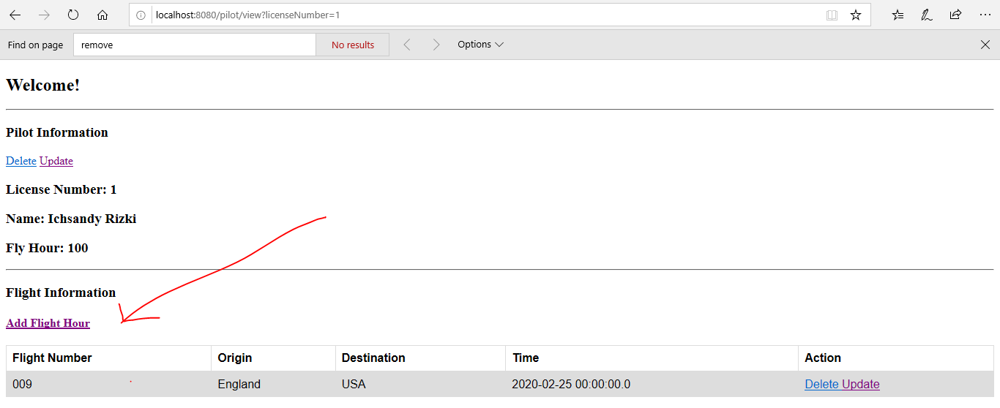 localhost:8080/pilot/view?licenseNumber=1
Find on page remove No results Options
Welcome!
Pilot Information
Delete Update
License Number: 1
Name: Ichsandy Rizki
Fly Hour: 100
Flight Information
Add Flight Hour
Flight Number Origin Destination Time Action
009 England USA 2020-02-25 00:00:00.0 Delete Update